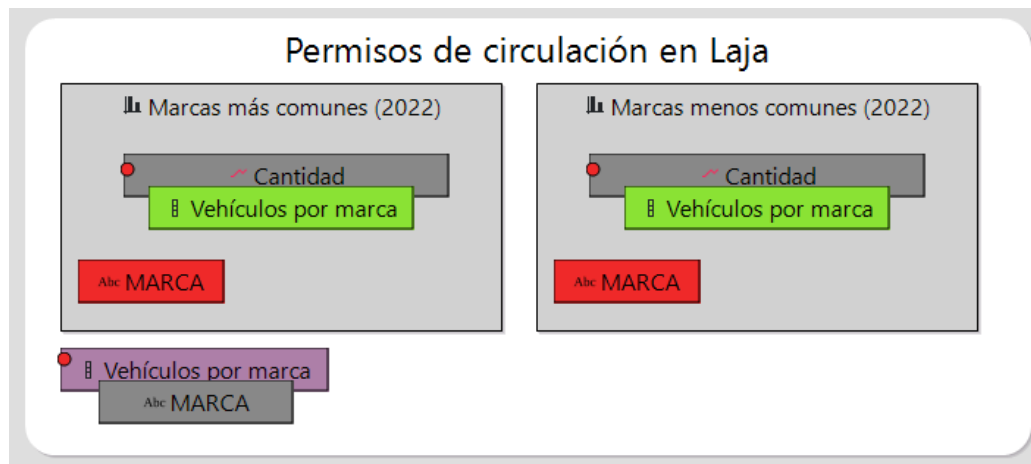 Permisos de circulación en Laja
Marcas más comunes (2022)
Cantidad
Vehículos por marca
Abc MARCA
Marcas menos comunes (2022)
Cantidad
Vehículos por marca
Abc MARCA
Vehículos por marca
Abc MARCA